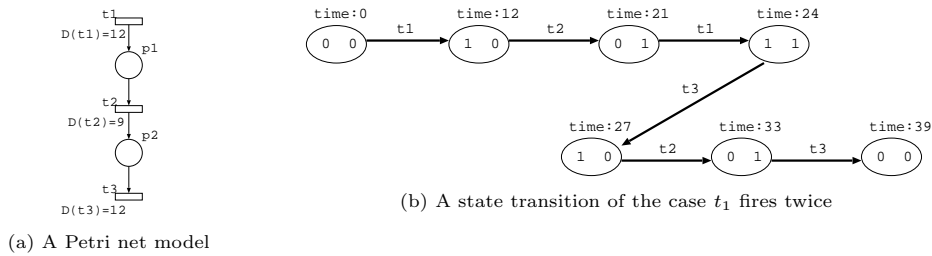 t1
D(t1)=12
p1
t2
D(t2)=9
p2
t3
D(t3)=12
(a) A Petri net model
time:0
time:12
time:21
time:24
0 0
t1
1 0
t2
0 1
t1
1 1
t3
time:27
time:33
time:39
1 0
t2
0 1
t3
0 0
(b) A state transition of the case t1 fires twice